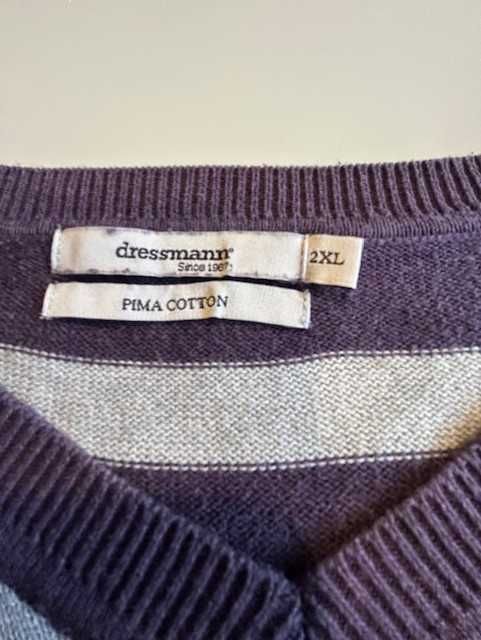 dressmann®
Since 1967
2XL
PIMA COTTON